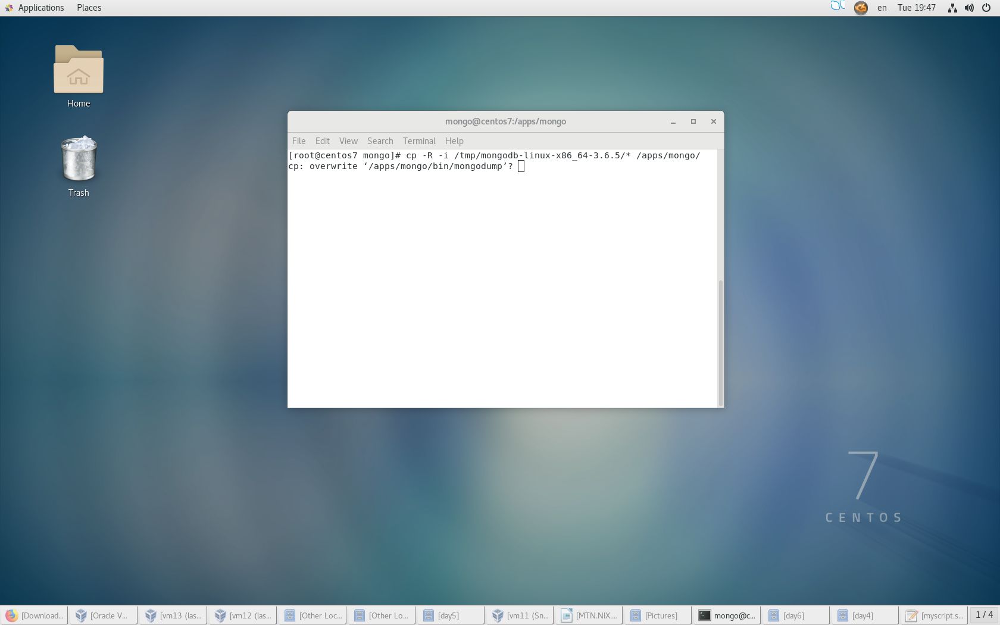 Applications Places en Tue 19:47
Home
Trash
mongo@centos7:/apps/mongo
File Edit View Search Terminal Help
[root@centos7 mongo]# cp -R -i /tmp/mongodb-linux-x86_64-3.6.5/* /apps/mongo/
cp: overwrite ‘/apps/mongo/bin/mongodump’?
7
CENTOS
[Download... [Oracle V... [vm13 (las... [vm12 (las... [Other Loc... [Other Lo... [day5] [vm11 (Sn... [MTN.NIX.... [Pictures] mongo@c... [day6] [day4] [myscript.s... 1 / 4